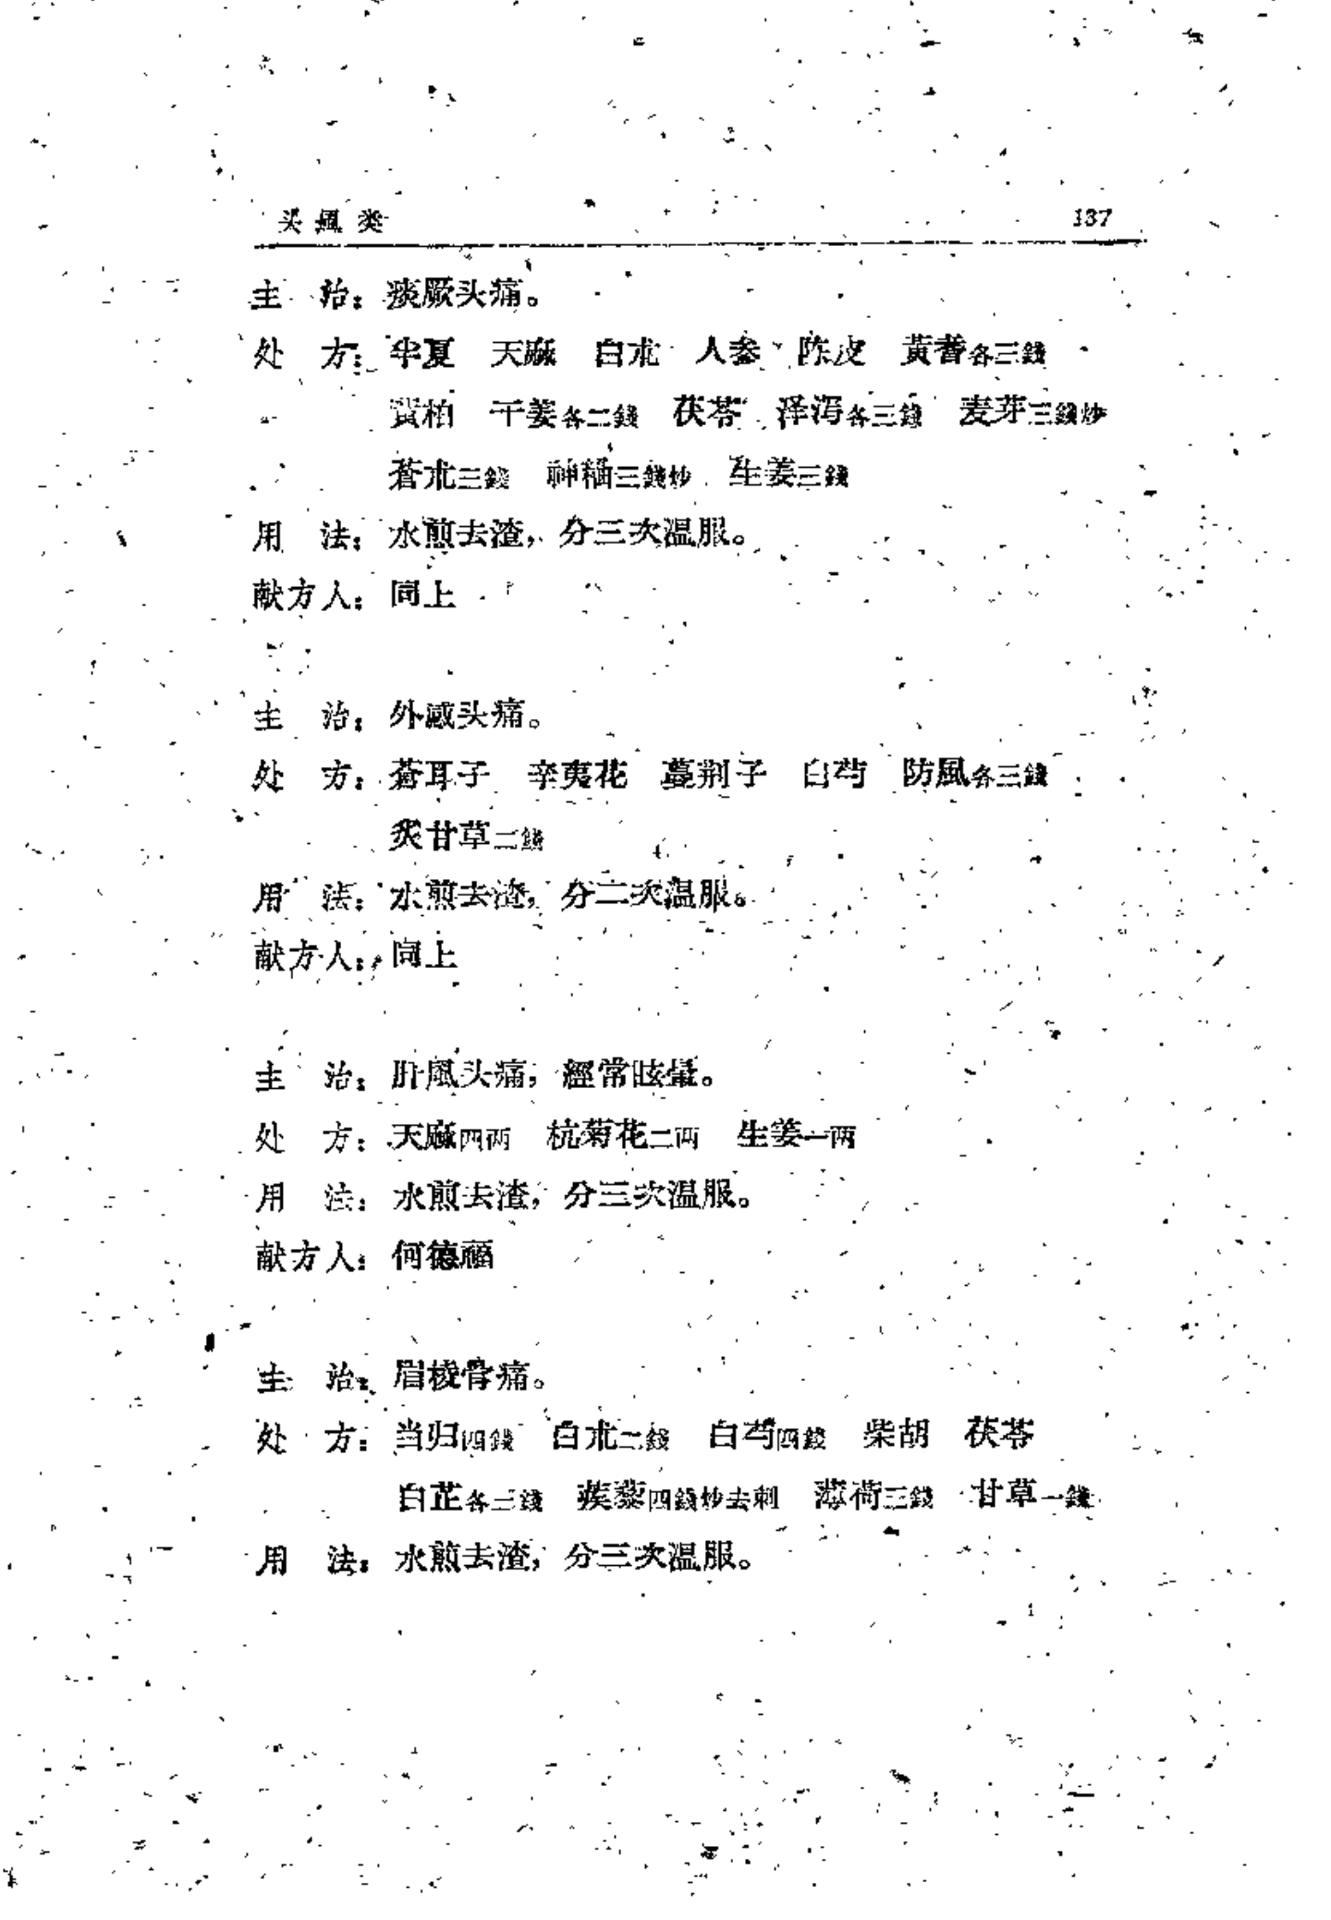 头風类 137
主　治：痰厥头痛。
处　方：半夏　天麻　白朮　人参　陈皮　黃蓍各三錢
黃柏　干姜各二錢　茯苓　泽泻各三錢　麦芽三錢炒
蒼朮三錢　神粬三錢炒　生姜三錢
用　法：水煎去渣，分三次温服。
献方人：同上
主　治：外感头痛。
处　方：蒼耳子　辛夷花　蔓荆子　白芍　防風各三錢
炙甘草二錢
用　法：水煎去渣，分二次温服。
献方人：同上
主　治：肝風头痛，經常眩暈。
处　方：天麻四两　杭菊花二两　生姜一两
用　法：水煎去渣，分三次温服。
献方人：何德福
主　治：眉棱骨痛。
处　方：当归四錢　白朮二錢　白芍四錢　柴胡　茯苓
白芷各三錢　蒺藜四錢炒去刺　薄荷三錢　甘草一錢
用　法：水煎去渣，分三次温服。